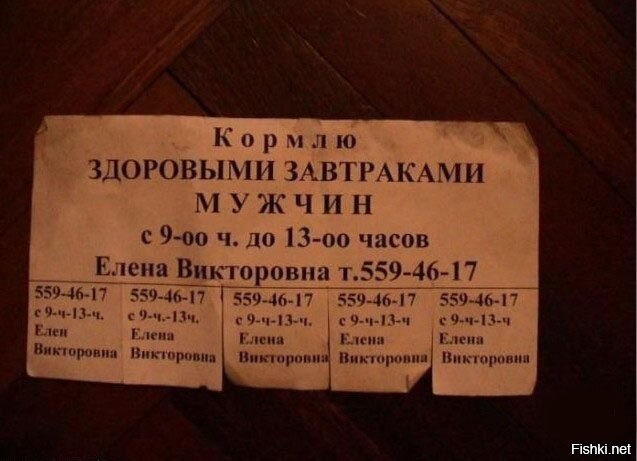 Кормлю
ЗДОРОВЫМИ ЗАВТРАКАМИ
МУЖЧИН
с 9-оо ч. до 13-оо часов
Елена Викторовна т.559-46-17
559-46-17
с 9-ч-13-ч.
Елен
Викторовна
559-46-17
с 9-ч.-13ч.
Елена
Викторовна
559-46-17
с 9-ч-13-ч.
Елена
Викторовна
559-46-17
с 9-ч-13-ч
Елена
Викторовна
559-46-17
с 9-ч-13-ч
Елена
Викторовна
Fishki.net